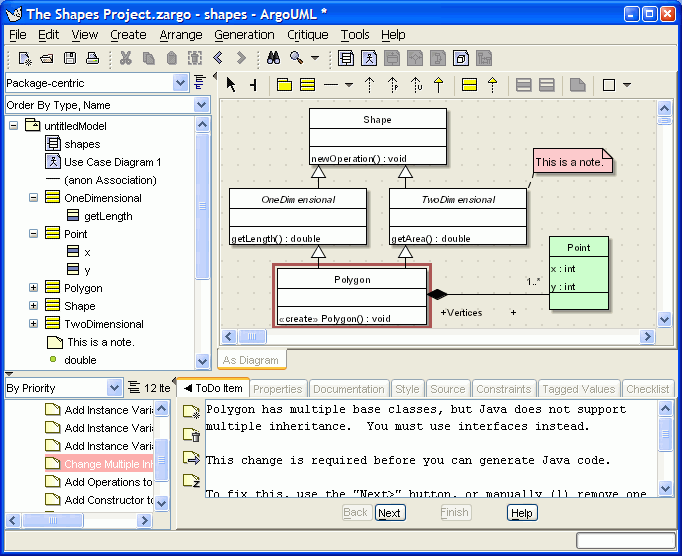 The Shapes Project.zargo - shapes - ArgoUML *
File Edit View Create Arrange Generation Critique Tools Help
Package-centric
Order By Type, Name
untitledModel
shapes
Use Case Diagram 1
(anon Association)
OneDimensional
getLength
Point
x
y
Polygon
Shape
TwoDimensional
This is a note.
double
Shape
newOperation() : void
This is a note.
OneDimensional
getLength() : double
TwoDimensional
getArea() : double
Polygon
«create» Polygon() : void
1..*
+Vertices +
Point
x : int
y : int
As Diagram
By Priority
12 Ite
Add Instance Varia
Add Instance Varia
Add Instance Varia
Change Multiple Inh
Add Operations to
Add Constructor to
ToDo Item Properties Documentation Style Source Constraints Tagged Values Checklist
Polygon has multiple base classes, but Java does not support
multiple inheritance. You must use interfaces instead.
This change is required before you can generate Java code.
To fix this, use the "Next>" button, or manually (1) remove one
Back Next Finish Help